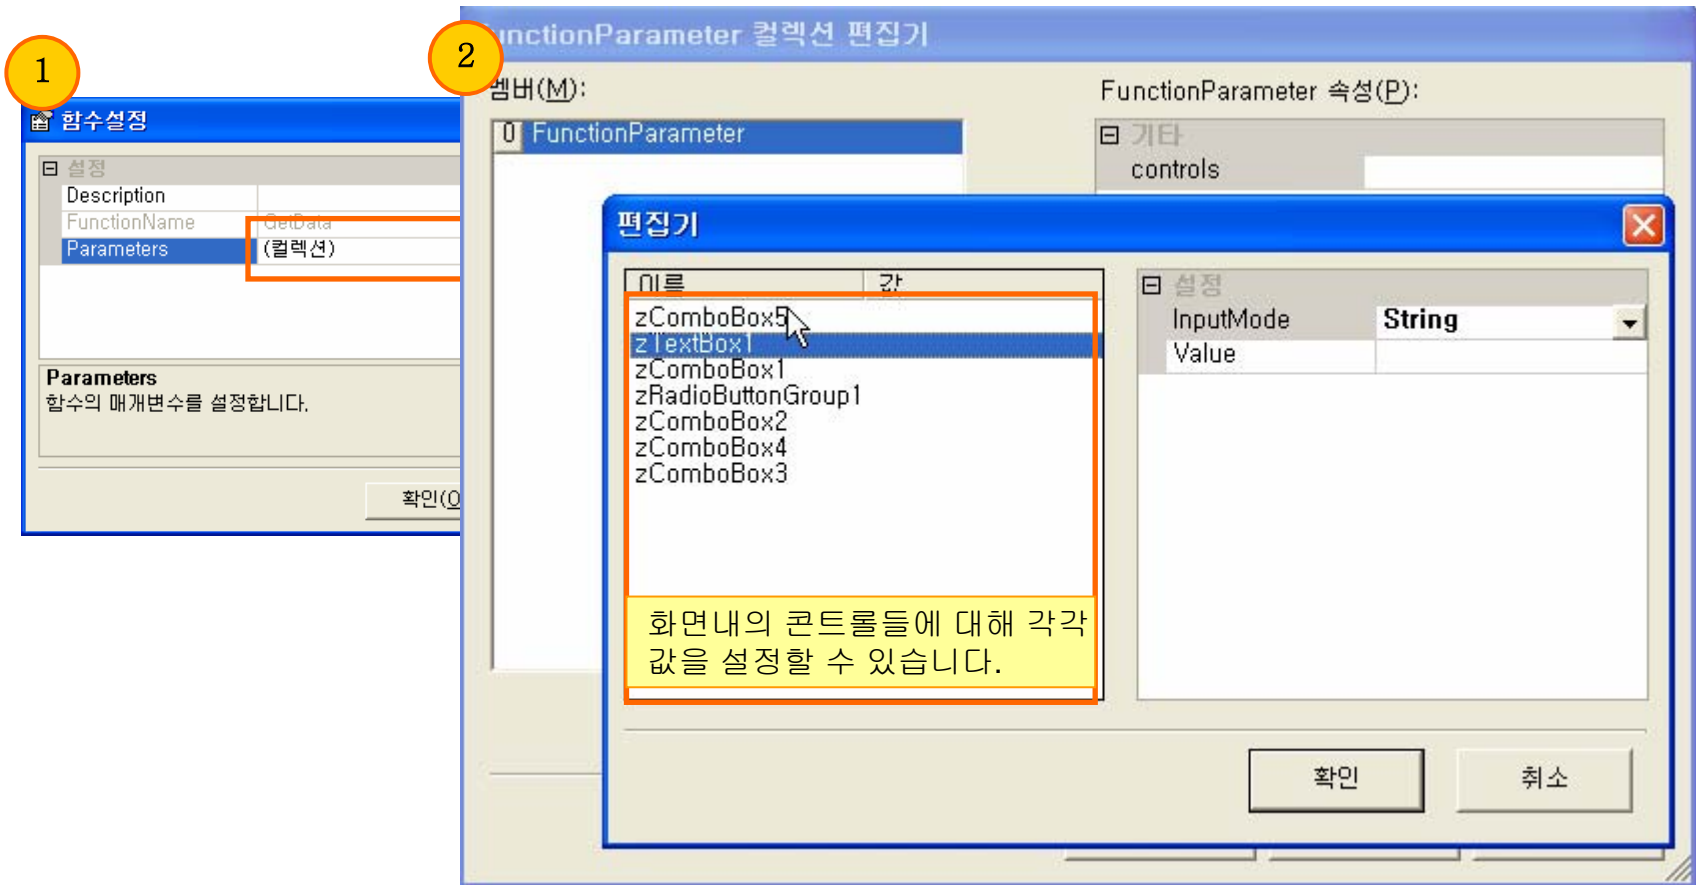 1
함수설정
설정
Description
FunctionName GetData
Parameters (컬렉션)
Parameters
함수의 매개변수를 설정합니다.
확인(O
2
unctionParameter 컬렉션 편집기
멤버(M):
0 FunctionParameter
FunctionParameter 속성(P):
기타
controls
편집기
이름 값
zComboBox5
zTextBox1
zComboBox1
zRadioButtonGroup1
zComboBox2
zComboBox4
zComboBox3
화면내의 콘트롤들에 대해 각각
값을 설정할 수 있습니다.
설정
InputMode String
Value
확인 취소